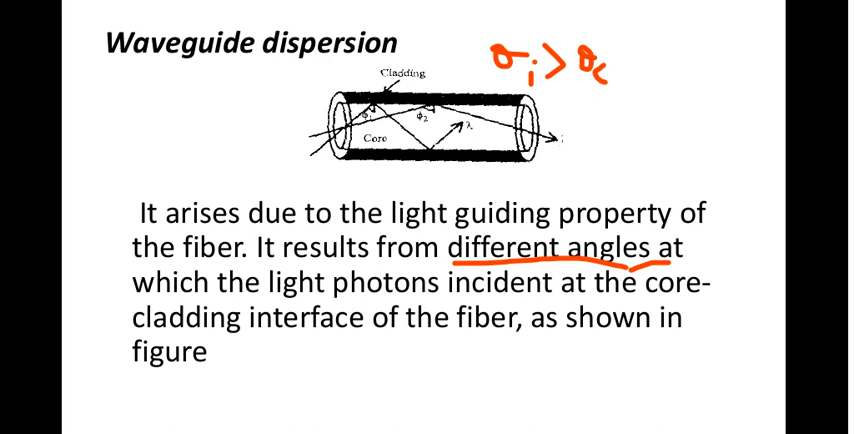 Waveguide dispersion
θi > θc
Cladding
ϕ1
ϕ2
λ
Core
It arises due to the light guiding property of
the fiber. It results from different angles at
which the light photons incident at the core-
cladding interface of the fiber, as shown in
figure